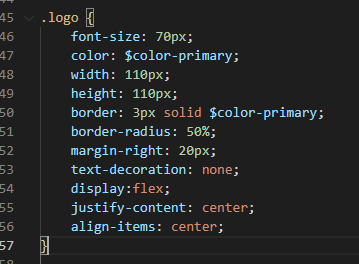 45 .logo {
46 font-size: 70px;
47 color: $color-primary;
48 width: 110px;
49 height: 110px;
50 border: 3px solid $color-primary;
51 border-radius: 50%;
52 margin-right: 20px;
53 text-decoration: none;
54 display:flex;
55 justify-content: center;
56 align-items: center;
57 }